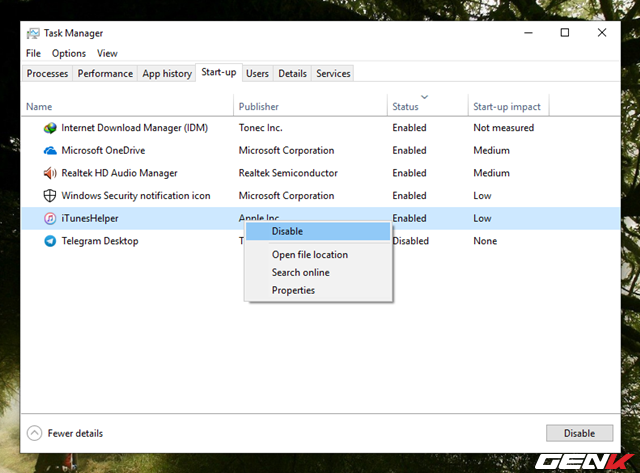 Task Manager
File Options View
Processes Performance App history Start-up Users Details Services
Name Publisher Status Start-up impact
Internet Download Manager (IDM) Tonec Inc. Enabled Not measured
Microsoft OneDrive Microsoft Corporation Enabled Medium
Realtek HD Audio Manager Realtek Semiconductor Enabled Medium
Windows Security notification icon Microsoft Corporation Enabled Low
iTunesHelper Apple Inc. Enabled Low
Disable
Telegram Desktop T Disabled None
Open file location
Search online
Properties
Fewer details Disable
GENK